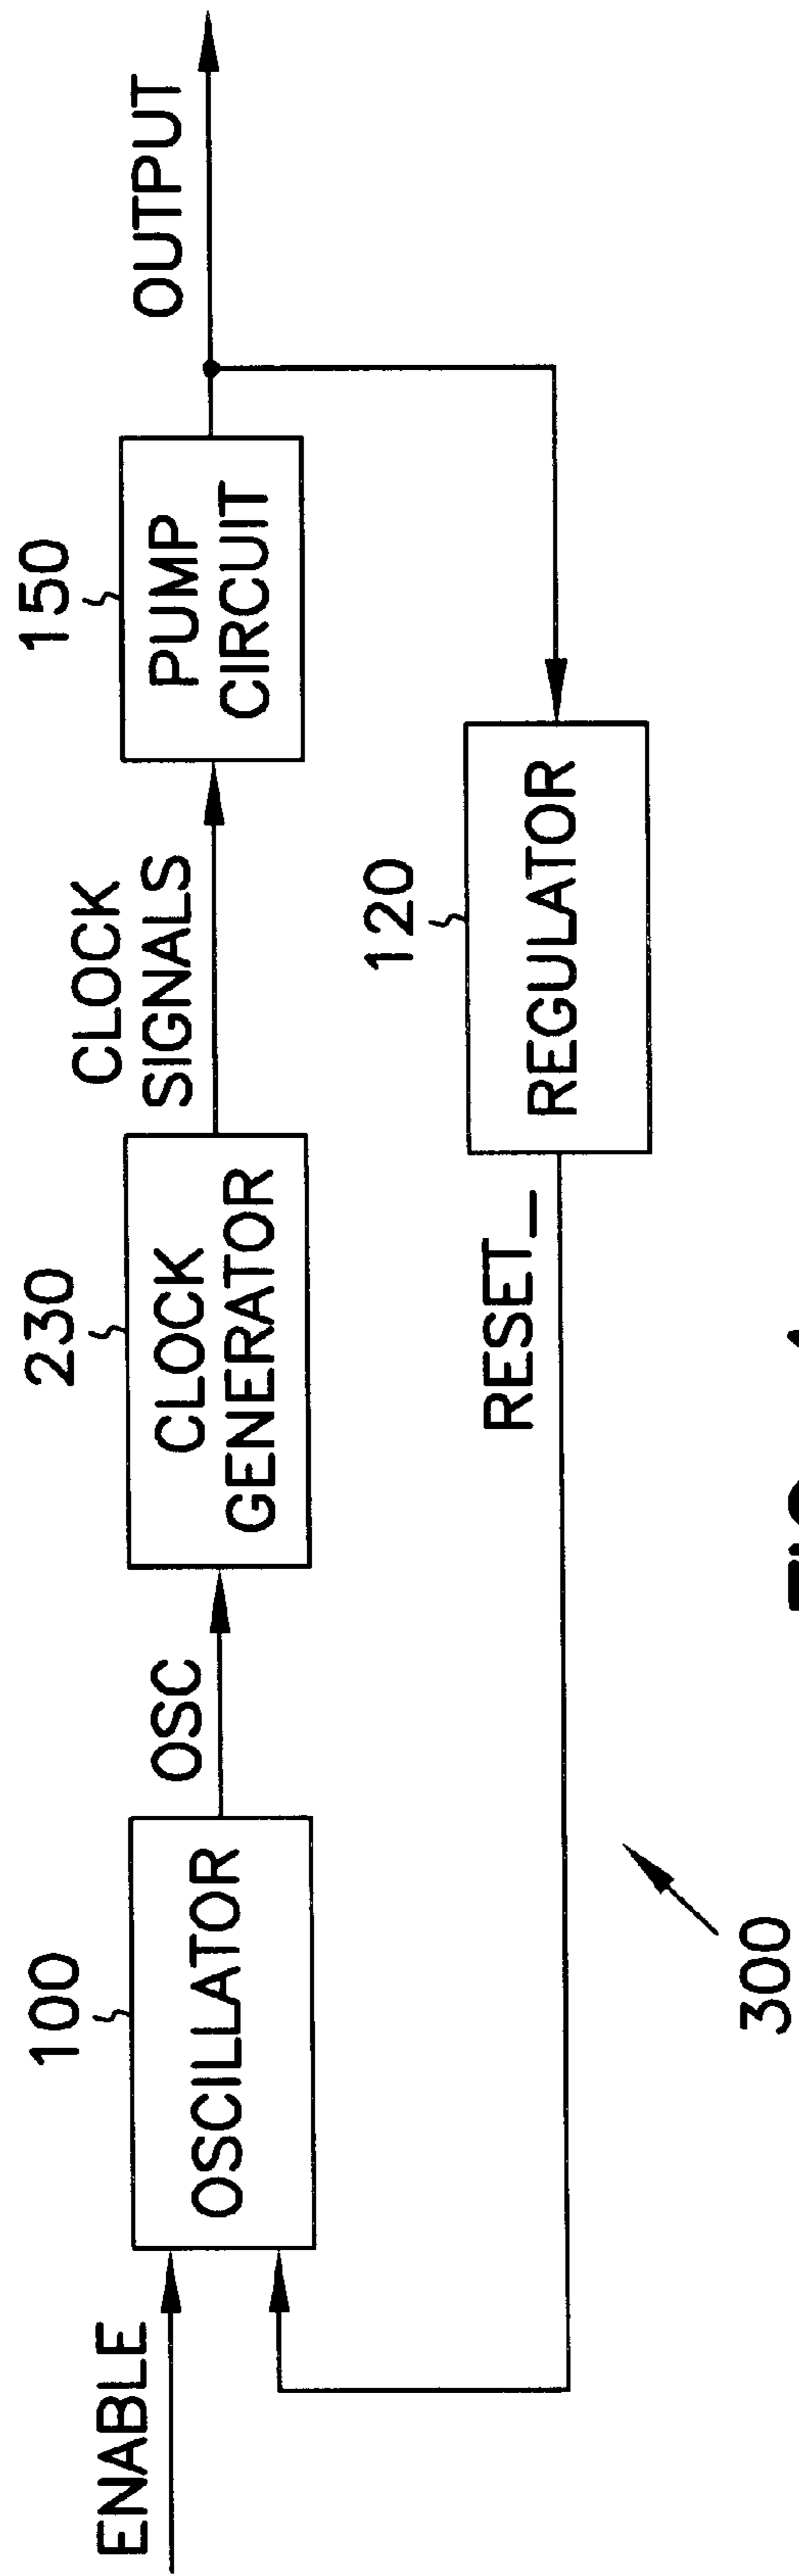 ENABLE
100
OSCILLATOR
OSC
230
CLOCK
GENERATOR
CLOCK
SIGNALS
150
PUMP
CIRCUIT
OUTPUT
120
REGULATOR
RESET_
300